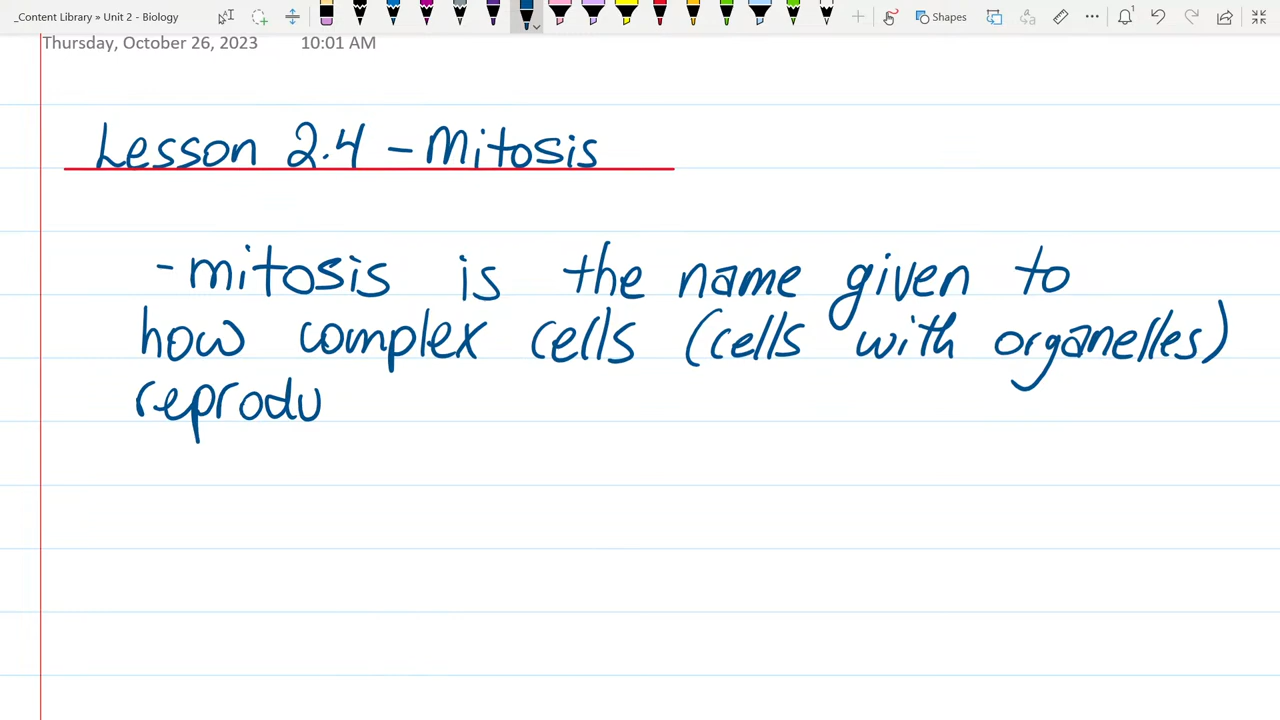 _Content Library » Unit 2 - Biology
Shapes
Thursday, October 26, 2023 10:01 AM
Lesson 2.4 - Mitosis
- mitosis is the name given to
how complex cells (cells with organelles)
reprodu